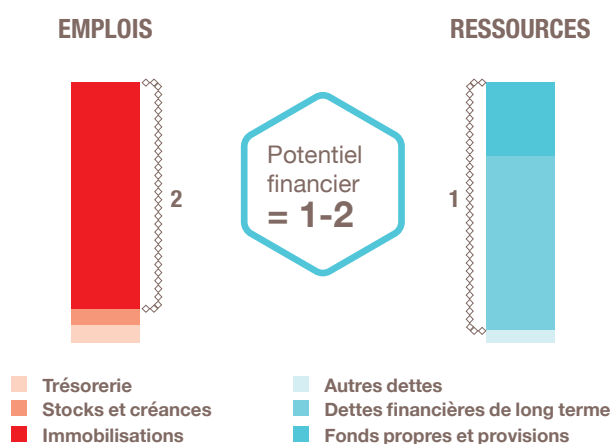 EMPLOIS
RESSOURCES
2
Potentiel
financier
= 1-2
1
Trésorerie
Stocks et créances
Immobilisations
Autres dettes
Dettes financières de long terme
Fonds propres et provisions